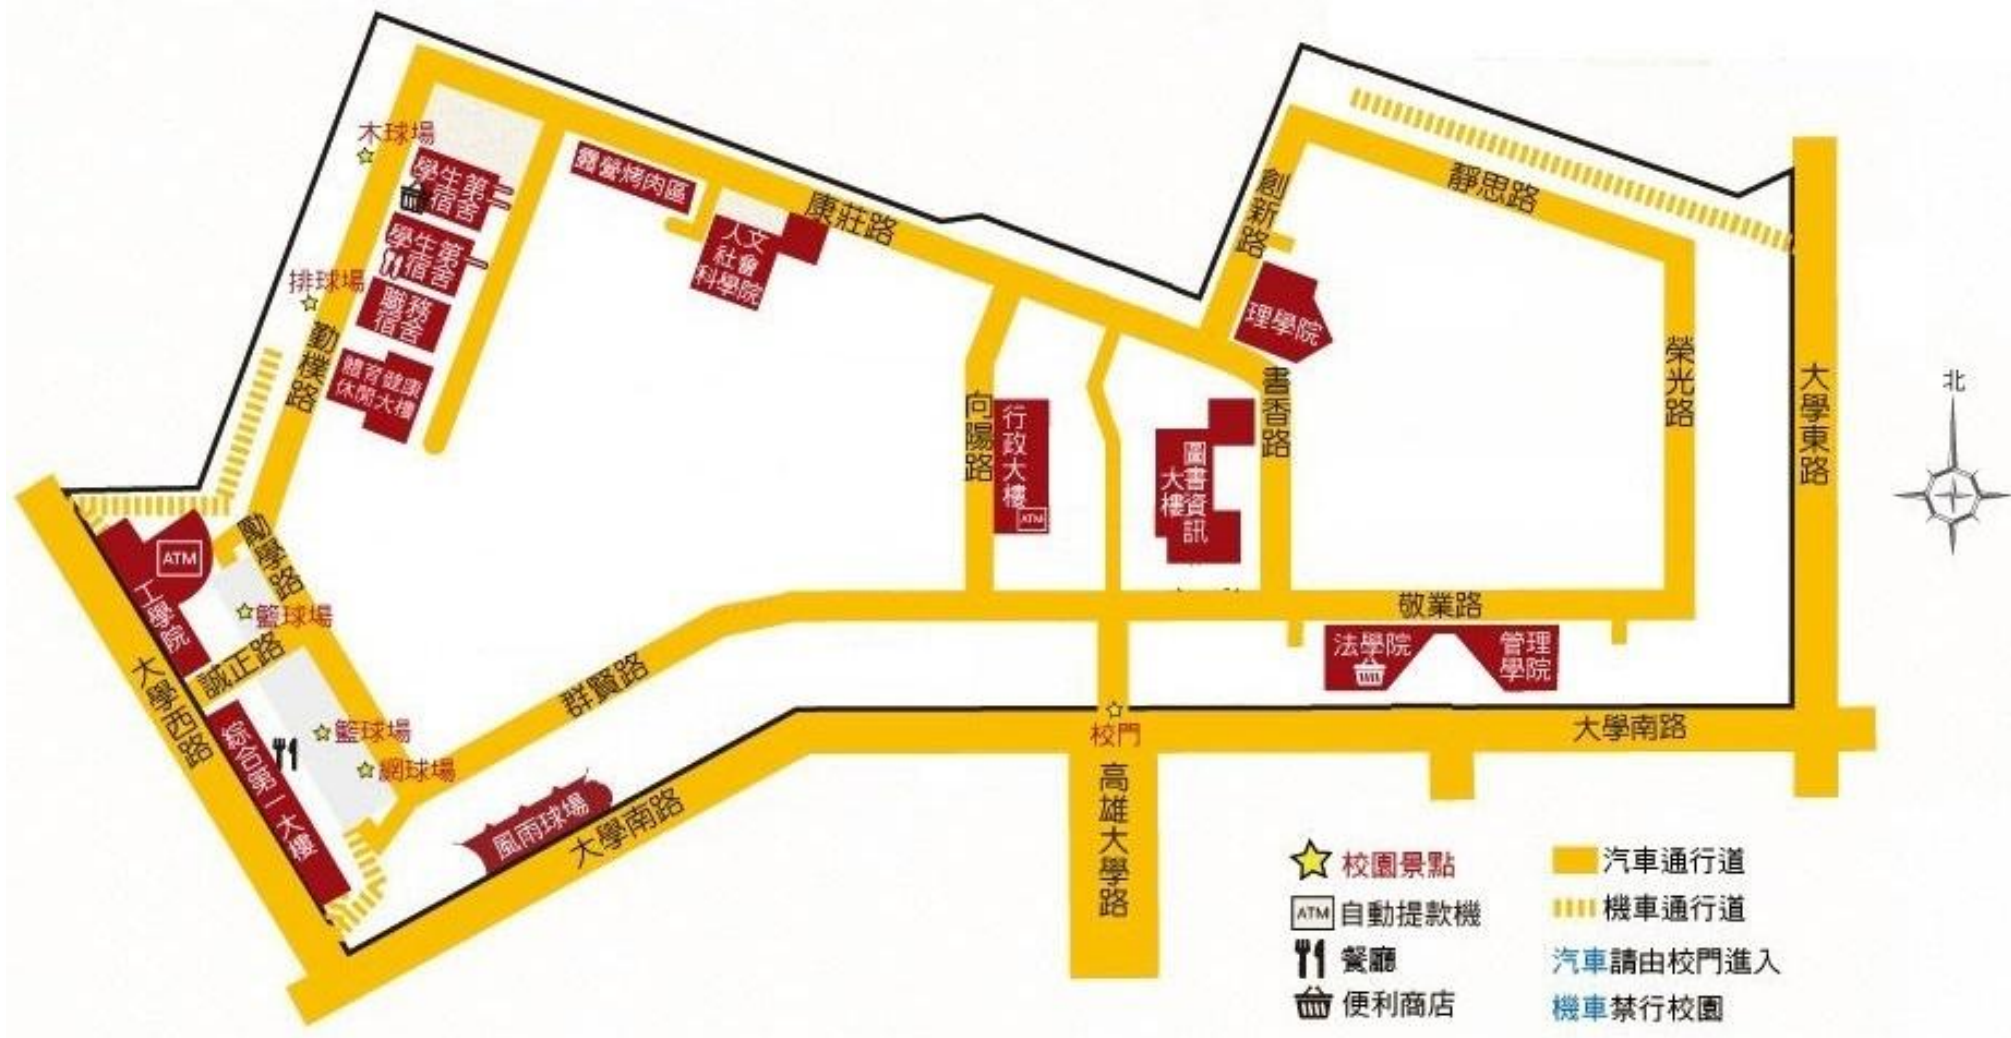 木球場
學生第
宿舍
排球場
學生第
宿舍
職務
宿舍
體育健康
休閒大樓
勤樸路
露營烤肉區
人文
社會
科學院
康莊路
創新路
靜思路
理學院
榮光路
大學東路
北
向陽路
行政大樓
ATM
圖書資訊
大樓
書香路
勵學路
ATM
工學院
籃球場
誠正路
大學西路
綜合第一大樓
籃球場
網球場
群賢路
風雨球場
大學南路
敬業路
法學院
管理
學院
校門
大學南路
高雄大學路
校園景點
ATM 自動提款機
餐廳
便利商店
汽車通行道
機車通行道
汽車請由校門進入
機車禁行校園